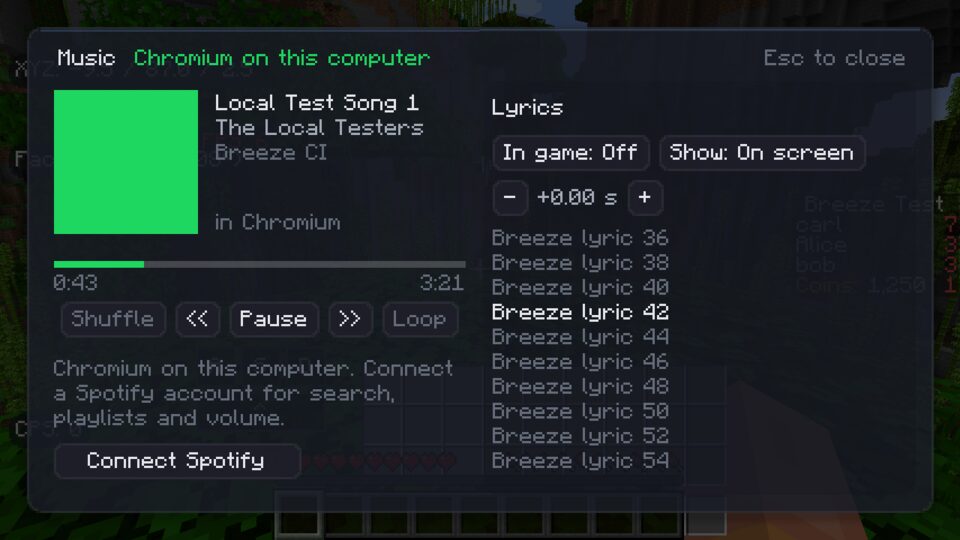 Music Chromium on this computer
Esc to close
Local Test Song 1
The Local Testers
Breeze CI
in Chromium
0:43
3:21
Shuffle
<<
Pause
>>
Loop
Chromium on this computer. Connect
a Spotify account for search,
playlists and volume.
Connect Spotify
Lyrics
In game: Off
Show: On screen
- +0.00 s +
Breeze lyric 36
Breeze lyric 38
Breeze lyric 40
Breeze lyric 42
Breeze lyric 44
Breeze lyric 46
Breeze lyric 48
Breeze lyric 50
Breeze lyric 52
Breeze lyric 54
Breeze Test
carl
Alice
bob
Coins: 1,250